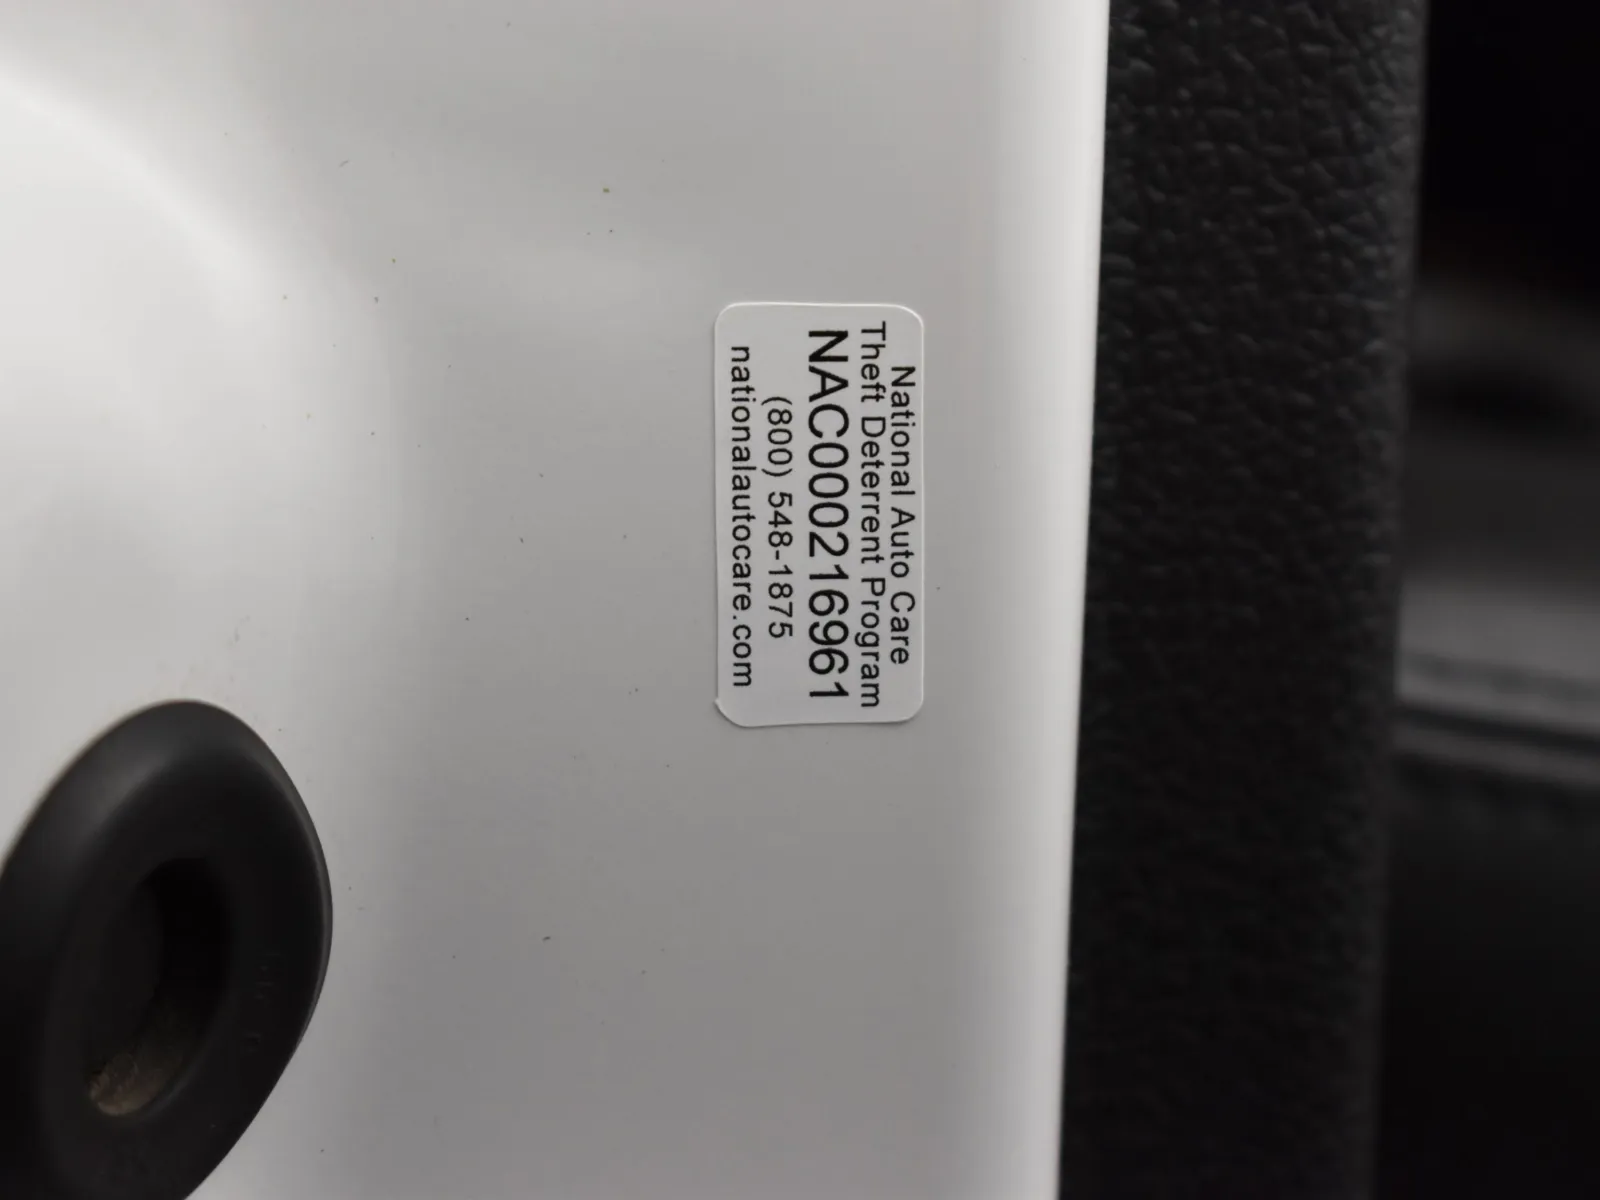 National Auto Care
Theft Deterrent Program
NAC000216961
(800) 548-1875
nationalautocare.com